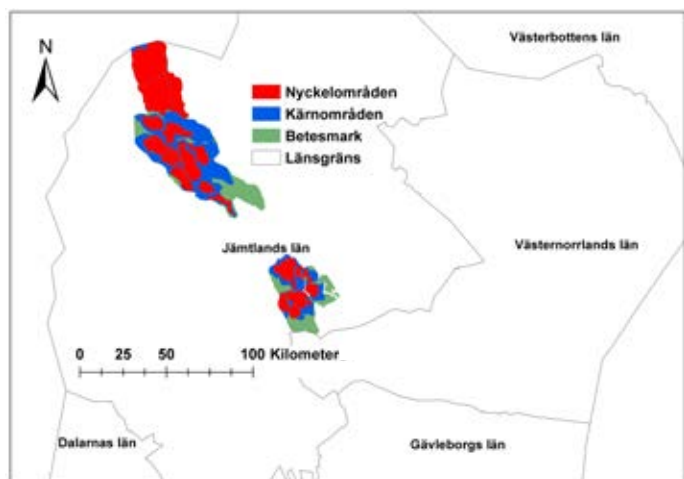 Västerbottens län
N
Nyckelområden
Kärnområden
Betesmark
Länsgräns
Jämtlands län
Västernorrlands län
0 25 50 100 Kilometer
Dalarnas län
Gävleborgs län